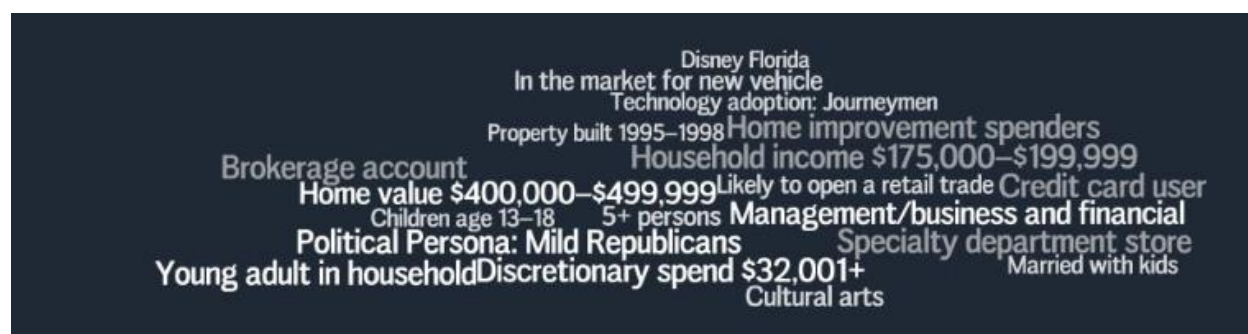 Disney Florida
In the market for new vehicle
Technology adoption: Journeymen
Property built 1995–1998 Home improvement spenders
Brokerage account Household income $175,000–$199,999
Home value $400,000–$499,999 Likely to open a retail trade Credit card user
Children age 13–18 5+ persons Management/business and financial
Political Persona: Mild Republicans Specialty department store
Young adult in household Discretionary spend $32,001+ Married with kids
Cultural arts